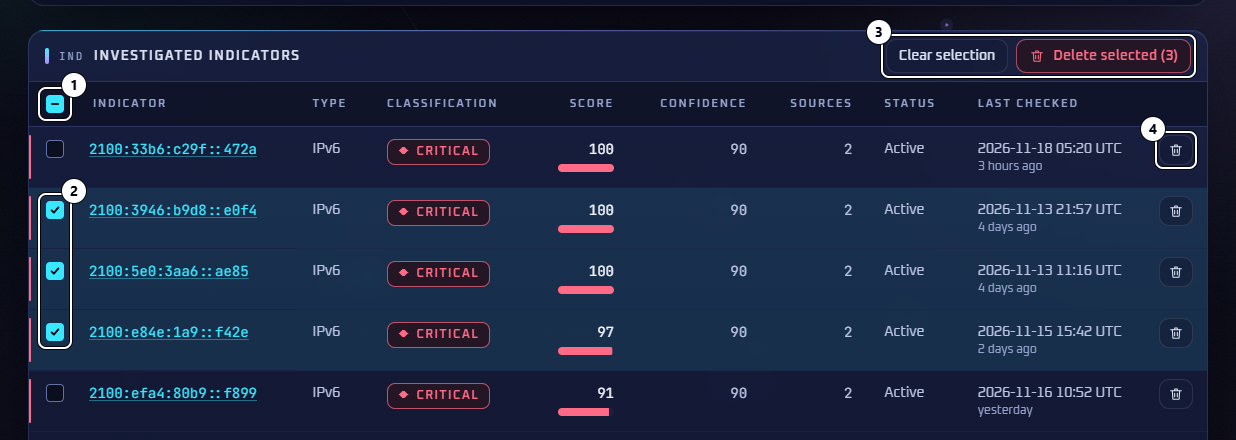 3
IND INVESTIGATED INDICATORS Clear selection Delete selected (3)
1
INDICATOR TYPE CLASSIFICATION SCORE CONFIDENCE SOURCES STATUS LAST CHECKED
4
2100:33b6:c29f::472a IPv6 CRITICAL 100 90 2 Active 2026-11-18 05:20 UTC
3 hours ago
2
2100:3946:b9d8::e0f4 IPv6 CRITICAL 100 90 2 Active 2026-11-13 21:57 UTC
4 days ago
2100:5e0:3aa6::ae85 IPv6 CRITICAL 100 90 2 Active 2026-11-13 11:16 UTC
4 days ago
2100:e84e:1a9::f42e IPv6 CRITICAL 97 90 2 Active 2026-11-15 15:42 UTC
2 days ago
2100:efa4:80b9::f899 IPv6 CRITICAL 91 90 2 Active 2026-11-16 10:52 UTC
yesterday